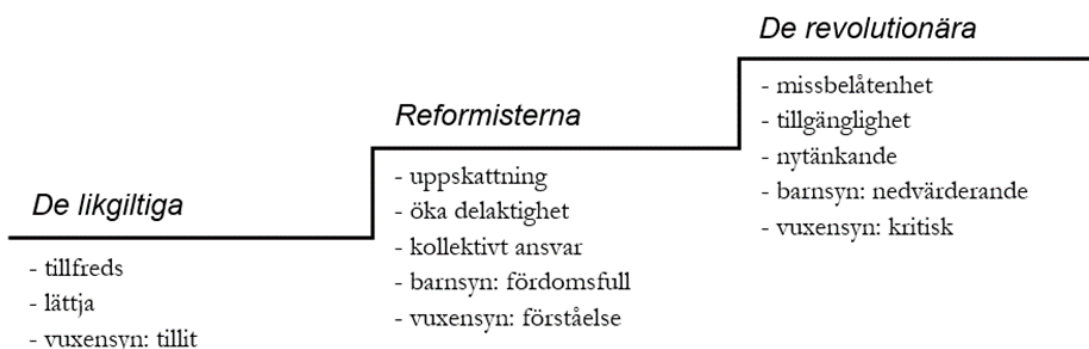 De revolutionära
- missbelåtenhet
- tillgänglighet
- nytänkande
- barnsyn: nedvärderande
- vuxensyn: kritisk
Reformisterna
- uppskattning
- öka delaktighet
- kollektivt ansvar
- barnsyn: fördomsfull
- vuxensyn: förståelse
De likgiltiga
- tillfreds
- lättja
- vuxensyn: tillit